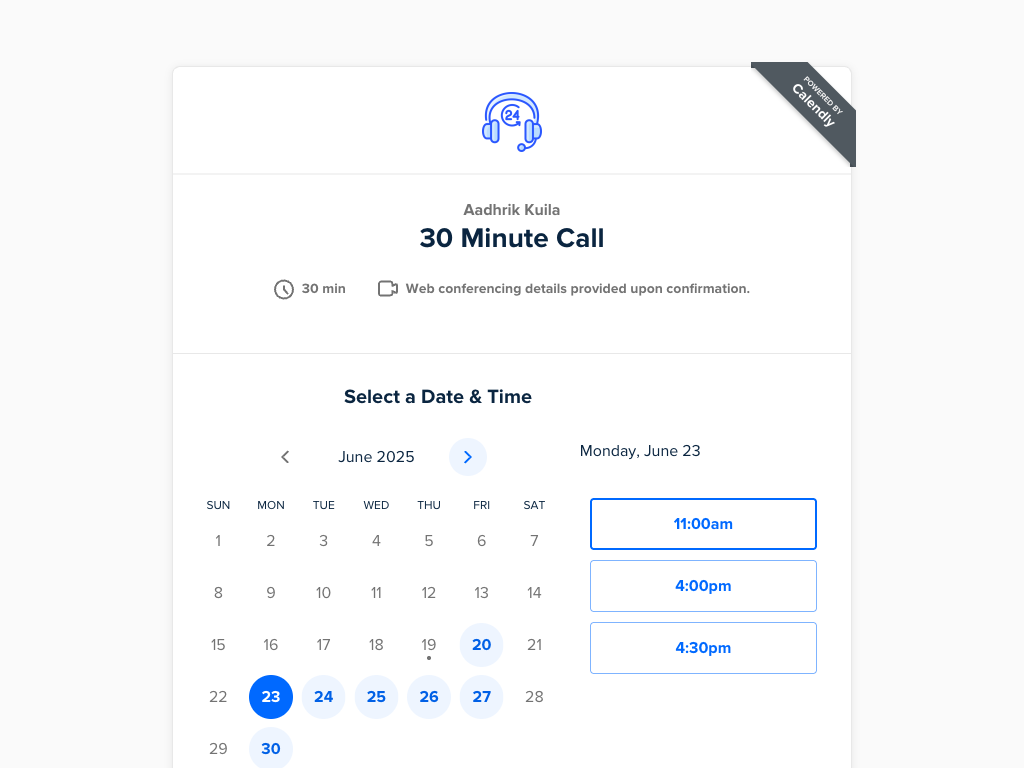 POWERED BY
Calendly
24
Aadhrik Kuila
30 Minute Call
30 min
Web conferencing details provided upon confirmation.
Select a Date & Time
June 2025
SUN MON TUE WED THU FRI SAT
1 2 3 4 5 6 7
8 9 10 11 12 13 14
15 16 17 18 19 20 21
22 23 24 25 26 27 28
29 30
Monday, June 23
11:00am
4:00pm
4:30pm